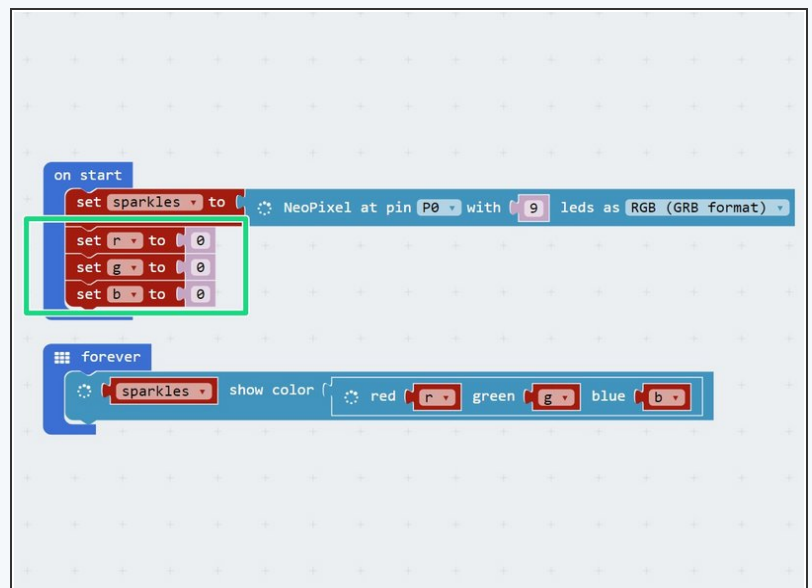 on start
set sparkles to NeoPixel at pin P0 with 9 leds as RGB (GRB format)
set r to 0
set g to 0
set b to 0
forever
sparkles show color red r green g blue b